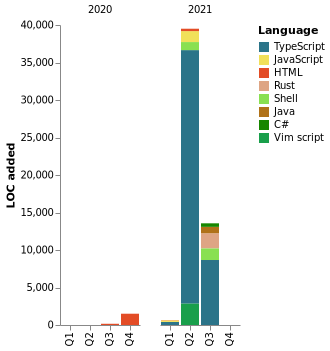 2020 2021
Language
TypeScript
JavaScript
HTML
Rust
Shell
Java
C#
Vim script
LOC added
40,000
35,000
30,000
25,000
20,000
15,000
10,000
5,000
0
Q1 Q2 Q3 Q4 Q1 Q2 Q3 Q4